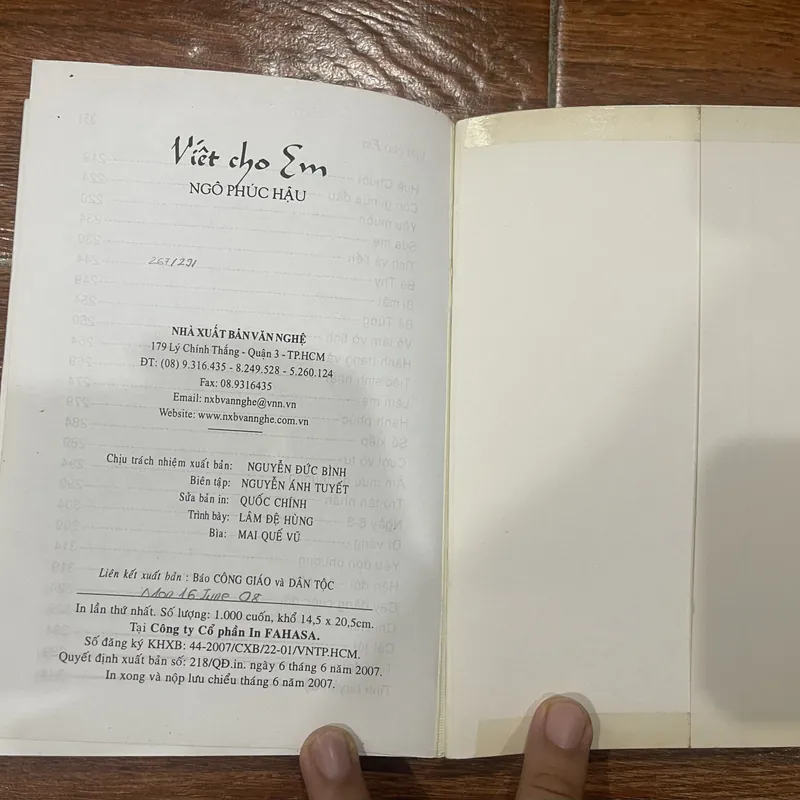 Viết cho Em
NGÔ PHÚC HẬU
267/291
NHÀ XUẤT BẢN VĂN NGHỆ
179 Lý Chính Thắng - Quận 3 - TP.HCM
ĐT: (08) 9.316.435 - 8.249.528 - 5.260.124
Fax: 08.9316435
Email: nxbvannghe@vnn.vn
Website: www.nxbvannghe.com.vn
Chịu trách nhiệm xuất bản: NGUYỄN ĐỨC BÌNH
Biên tập: NGUYỄN ÁNH TUYẾT
Sửa bản in: QUỐC CHÍNH
Trình bày: LÂM ĐỆ HÙNG
Bìa: MAI QUẾ VŨ
Liên kết xuất bản : Báo CÔNG GIÁO và DÂN TỘC
Mon 16 June 08
In lần thứ nhất. Số lượng: 1.000 cuốn, khổ 14,5 x 20,5cm.
Tại Công ty Cổ phần In FAHASA.
Số đăng ký KHXB: 44-2007/CXB/22-01/VNTP.HCM.
Quyết định xuất bản số: 218/QĐ.in. ngày 6 tháng 6 năm 2007.
In xong và nộp lưu chiểu tháng 6 năm 2007.